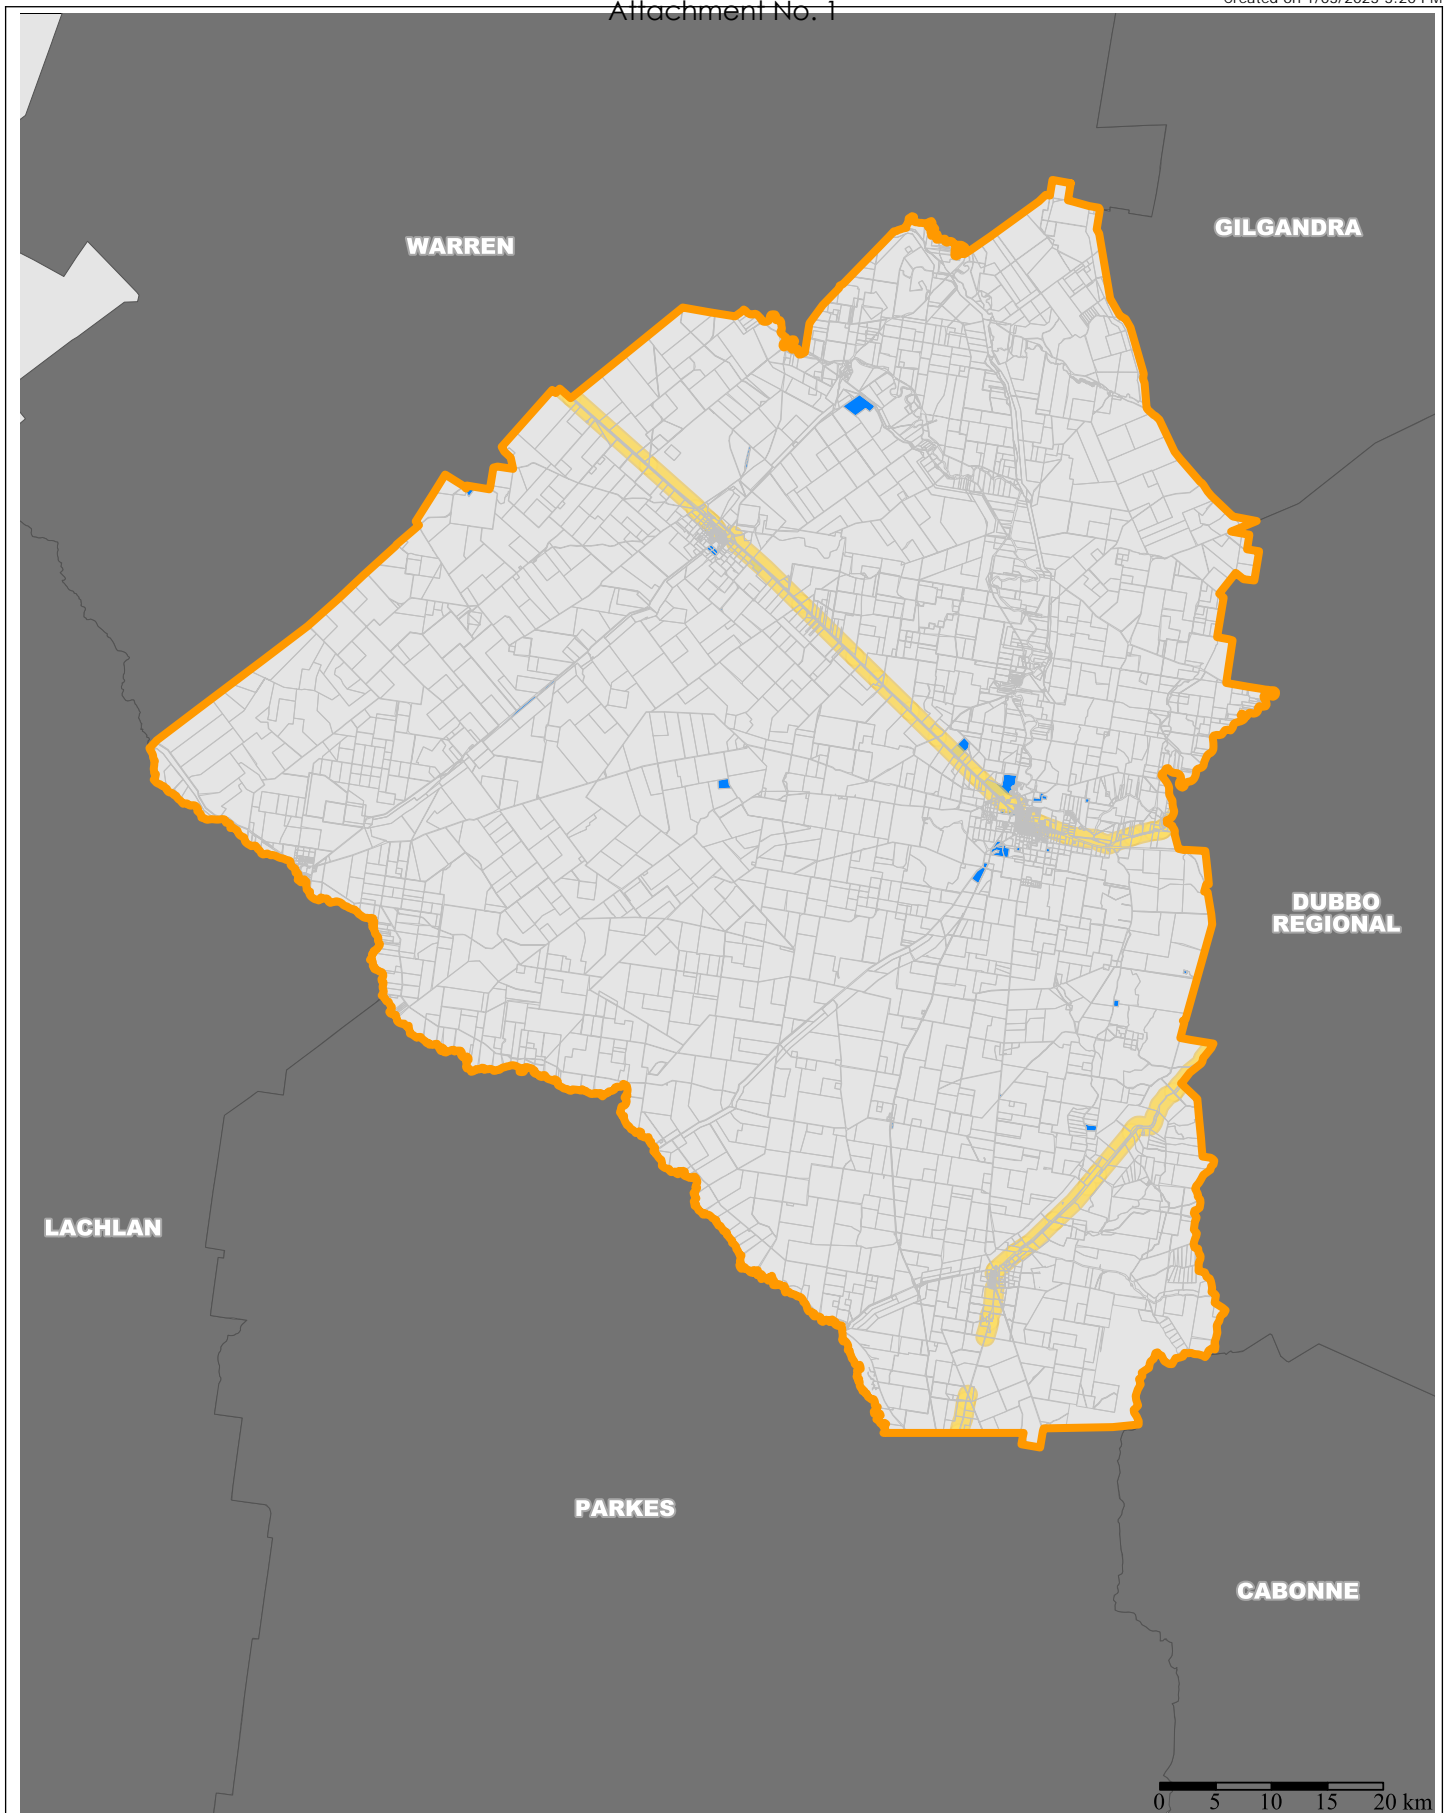 Attachment No. 1
WARREN
GILGANDRA
DUBBO
REGIONAL
LACHLAN
PARKES
CABONNE
0 5 10 15 20 km